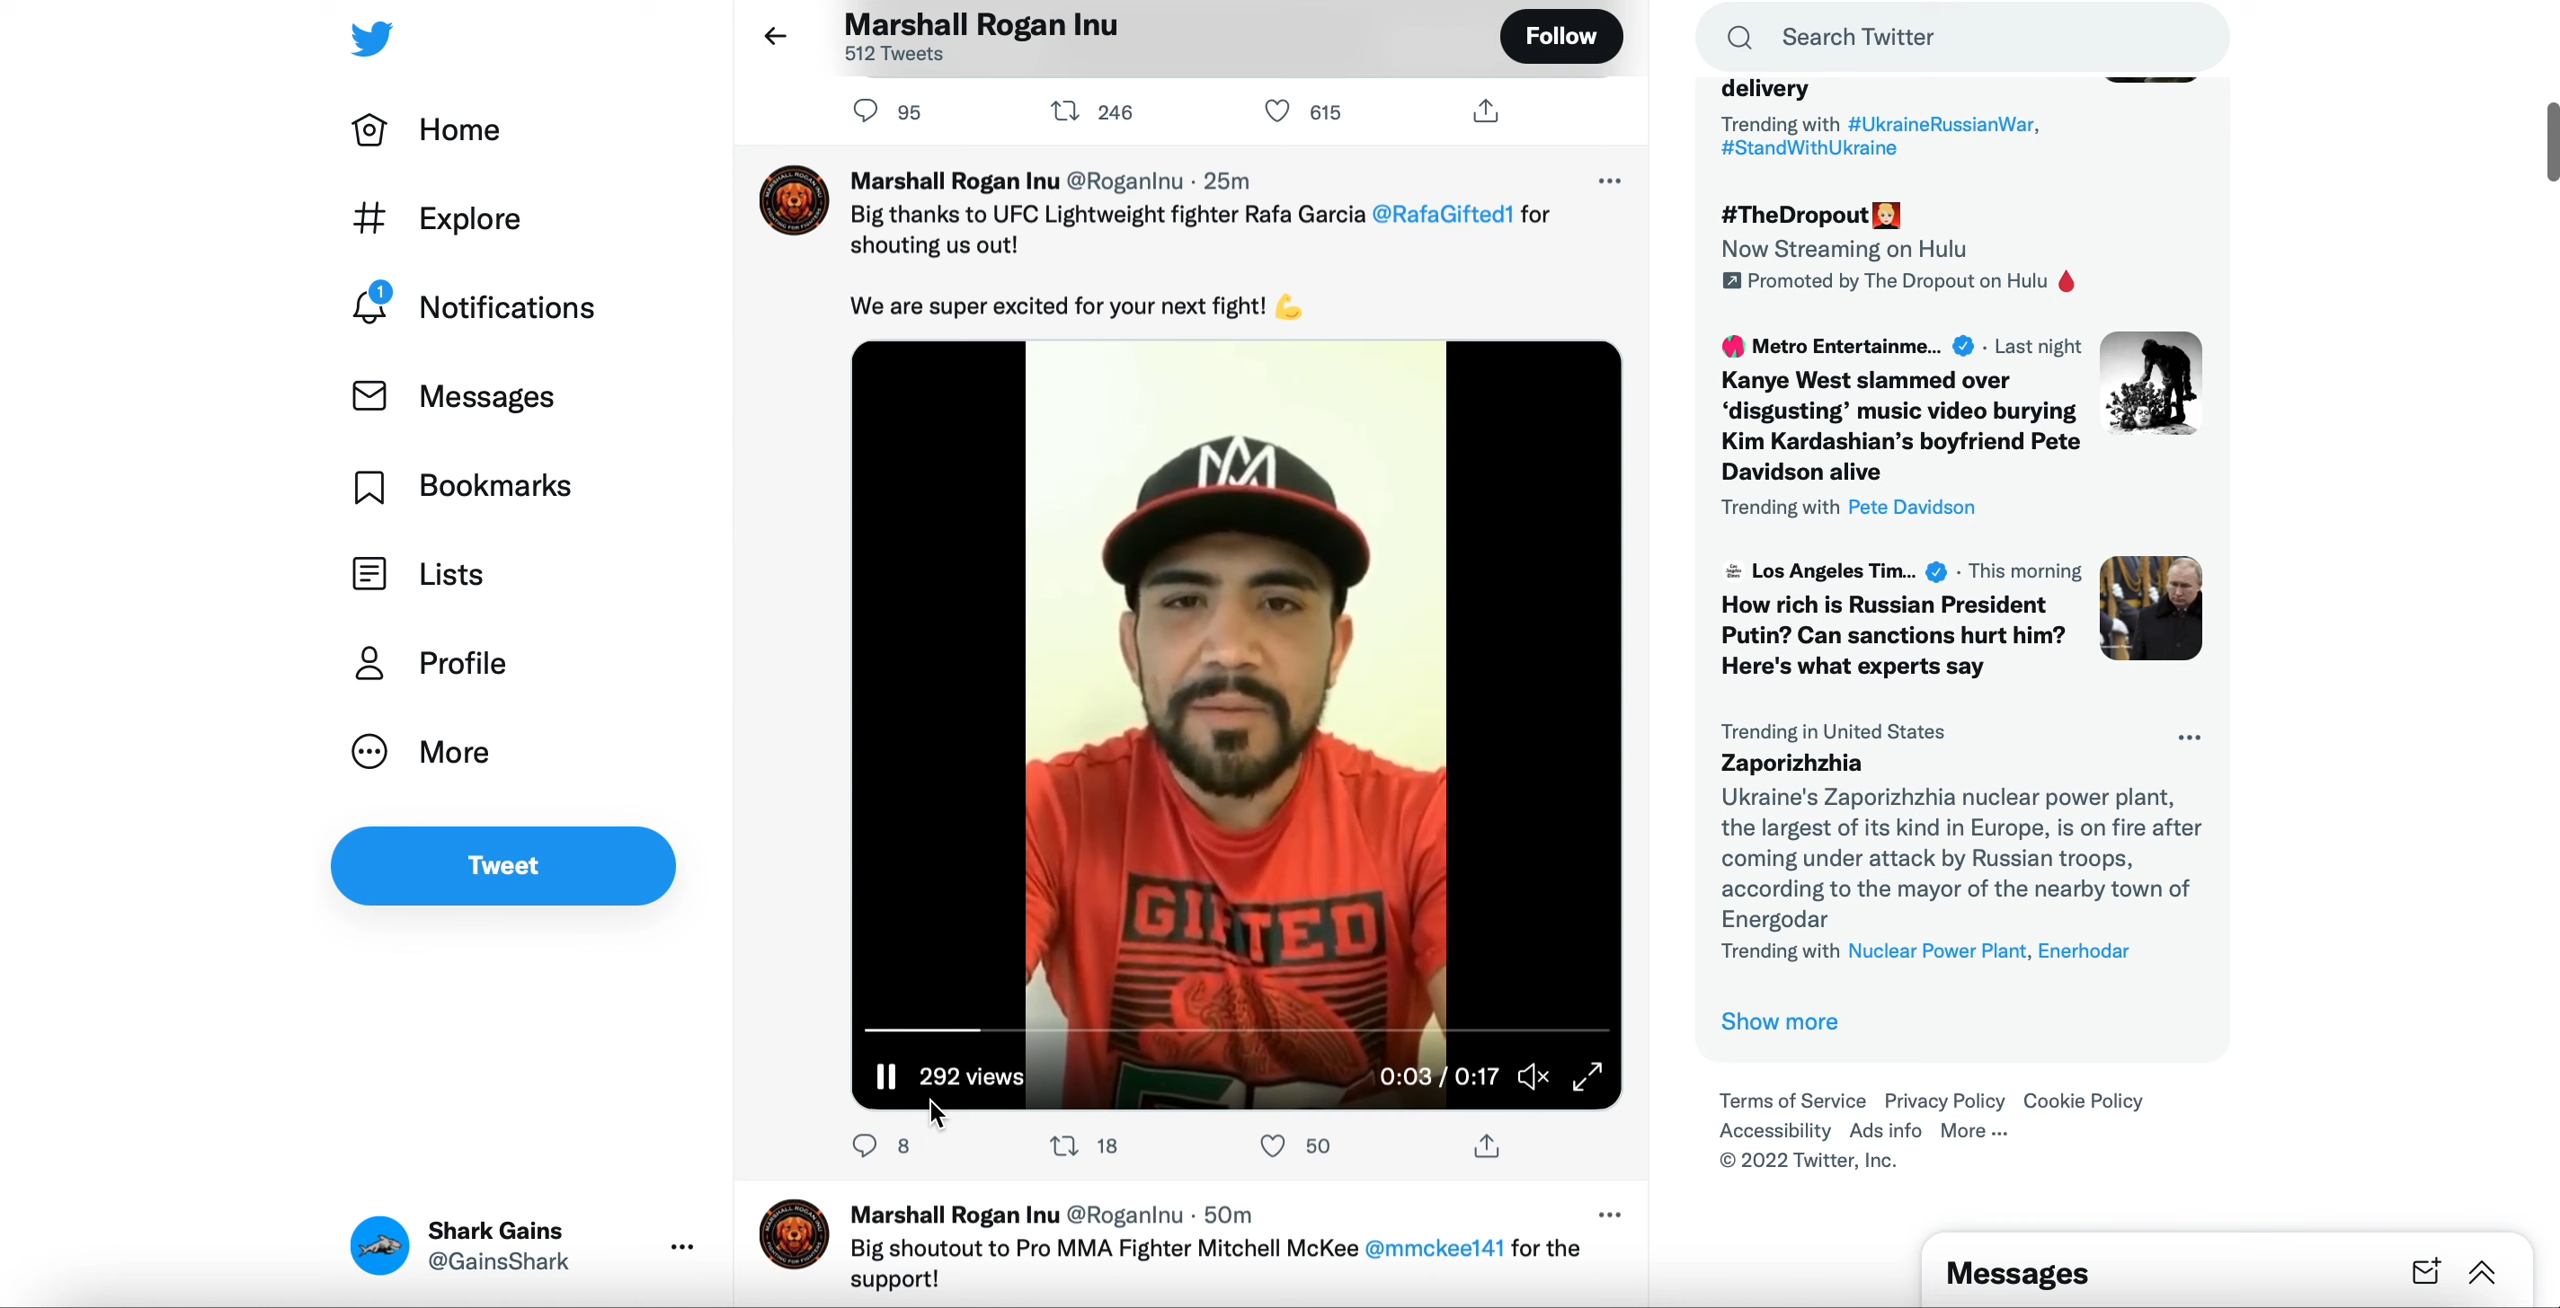 Home
Explore
1
Notifications
Messages
Bookmarks
Lists
Profile
More
Tweet
Shark Gains
@GainsShark
Marshall Rogan Inu
512 Tweets
Follow
95 246 615
Marshall Rogan Inu @RoganInu · 25m
Big thanks to UFC Lightweight fighter Rafa Garcia @RafaGifted1 for
shouting us out!
We are super excited for your next fight! 💪
GIFTED
292 views 0:03 / 0:17
8 18 50
Marshall Rogan Inu @RoganInu · 50m
Big shoutout to Pro MMA Fighter Mitchell McKee @mmckee141 for the
support!
Search Twitter
delivery
Trending with #UkraineRussianWar,
#StandWithUkraine
#TheDropout
Now Streaming on Hulu
Promoted by The Dropout on Hulu 🩸
Metro Entertainme... · Last night
Kanye West slammed over
‘disgusting’ music video burying
Kim Kardashian’s boyfriend Pete
Davidson alive
Trending with Pete Davidson
Los Angeles Tim... · This morning
How rich is Russian President
Putin? Can sanctions hurt him?
Here's what experts say
Trending in United States
Zaporizhzhia
Ukraine's Zaporizhzhia nuclear power plant,
the largest of its kind in Europe, is on fire after
coming under attack by Russian troops,
according to the mayor of the nearby town of
Energodar
Trending with Nuclear Power Plant, Enerhodar
Show more
Terms of Service Privacy Policy Cookie Policy
Accessibility Ads info More ...
© 2022 Twitter, Inc.
Messages